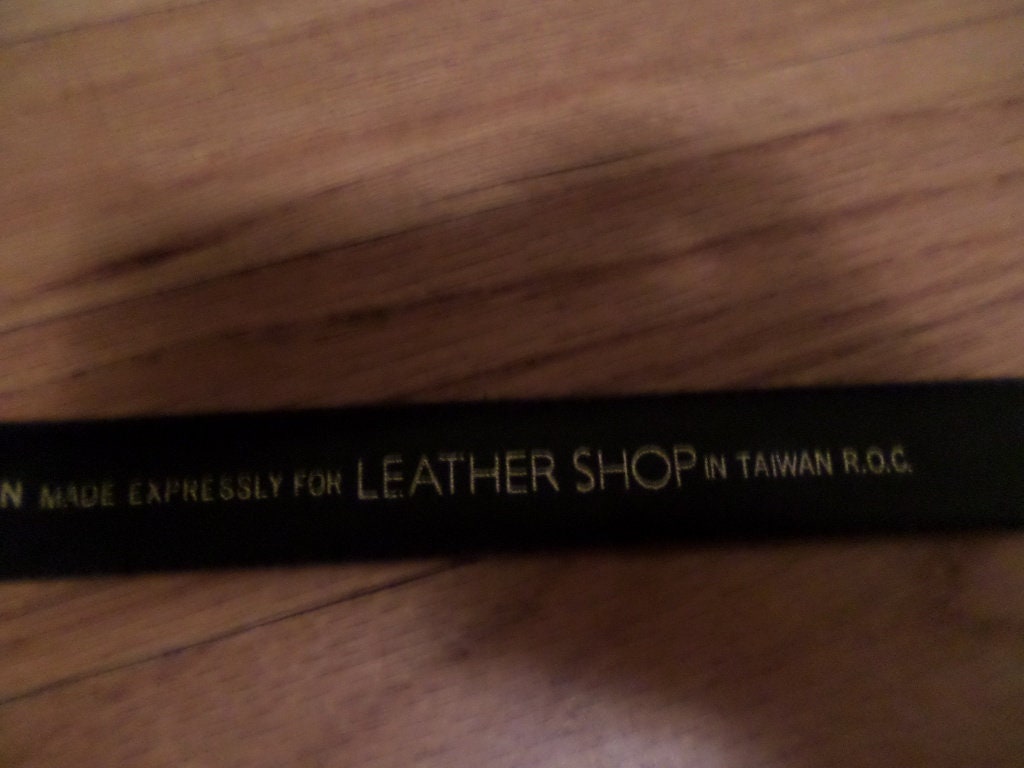 N MADE EXPRESSLY FOR LEATHER SHOP IN TAIWAN R.O.C.